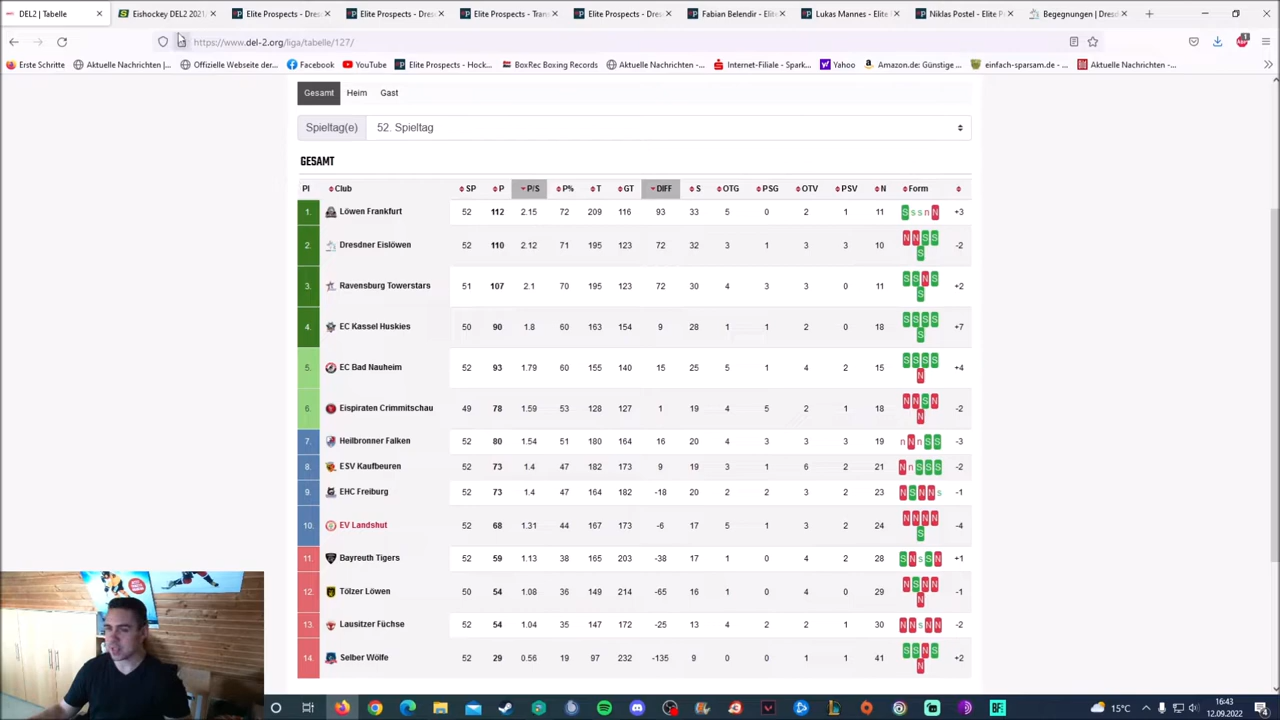 DEL2 | Tabelle
Eishockey DEL2 2021
Elite Prospects - Dresdne
Elite Prospects - Dresdn
Elite Prospects - Tran
Elite Prospects - Dresd
Fabian Belendir - Elit
Lukas Mannes - Elite
Niklas Postel - Elite P
Begegnungen | Dresd
https://www.del-2.org/liga/tabelle/127/
Erste Schritte
Aktuelle Nachrichten |...
Offizielle Webseite der...
Facebook
YouTube
Elite Prospects - Hock...
BoxRec Boxing Records
Aktuelle Nachrichten -...
Internet-Filiale - Spark...
Yahoo
Amazon.de: Günstige ...
einfach-sparsam.de - ...
Aktuelle Nachrichten -...
Gesamt Heim Gast
Spieltag(e) 52. Spieltag
GESAMT
Pl Club SP P P/S P% T GT DIFF S OTG PSG OTV PSV N Form
1. Löwen Frankfurt 52 112 2.15 72 209 116 93 33 5 0 2 1 11 S s s n N +3
2. Dresdner Eislöwen 52 110 2.12 71 195 123 72 32 3 1 3 3 10 N N S S S -2
3. Ravensburg Towerstars 51 107 2.1 70 195 123 72 30 4 3 3 0 11 S S N S S +2
4. EC Kassel Huskies 50 90 1.8 60 163 154 9 28 1 1 2 0 18 S S S S S +7
5. EC Bad Nauheim 52 93 1.79 60 155 140 15 25 5 1 4 2 15 S S S S N +4
6. Eispiraten Crimmitschau 49 78 1.59 53 128 127 1 19 4 5 2 1 18 N N S N N -2
7. Heilbronner Falken 52 80 1.54 51 180 164 16 20 4 3 3 3 19 n N n S S -3
8. ESV Kaufbeuren 52 73 1.4 47 182 173 9 19 3 1 6 2 21 N n S S S -2
9. EHC Freiburg 52 73 1.4 47 164 182 -18 20 2 2 3 2 23 N S N N s -1
10. EV Landshut 52 68 1.31 44 167 173 -6 17 5 1 3 2 24 N N N N S -4
11. Bayreuth Tigers 52 59 1.13 38 165 203 -38 17 1 0 4 2 28 S N s S N +1
12. Tölzer Löwen 50 54 1.08 36 149 214 -65 16 1 0 4 0 29 N S N N N -1
13. Lausitzer Füchse 52 54 1.04 35 147 172 -25 13 4 2 2 1 30 N N s N N -2
14. Selber Wölfe 52 29 0.56 19 97 232 -135 9 0 0 1 41 S S N S N +2
15°C
16:43
12.09.2022